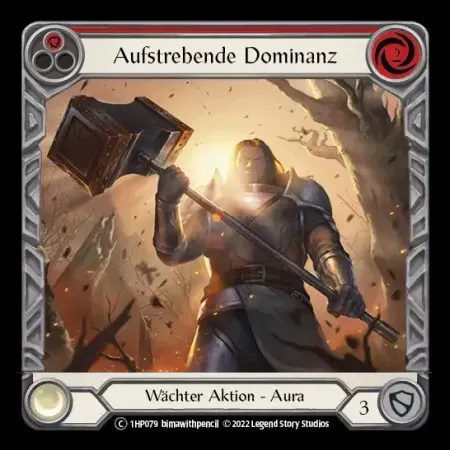 Aufstrebende Dominanz
2
Wächter Aktion - Aura
3
C 1HP079 bimawithpencil © 2022 Legend Story Studios